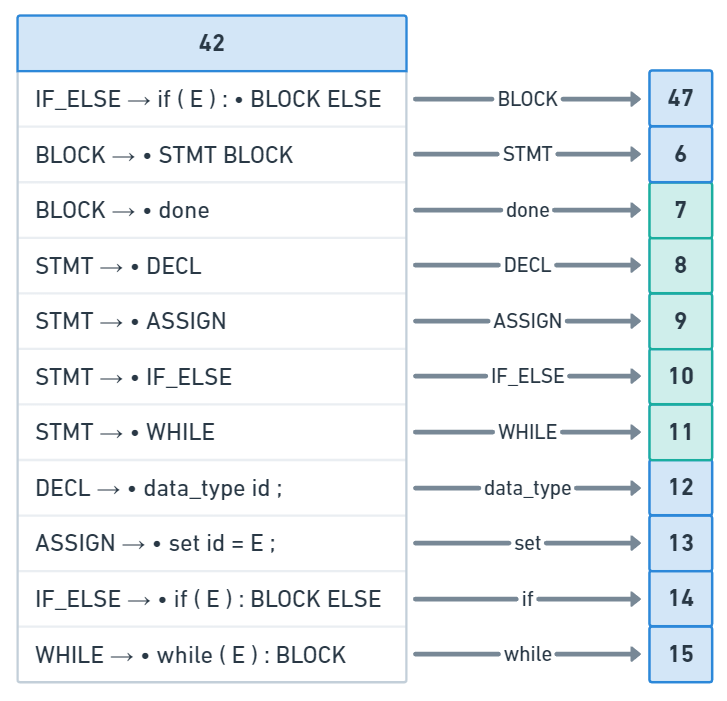 42
IF_ELSE → if ( E ) : • BLOCK ELSE BLOCK 47
BLOCK → • STMT BLOCK STMT 6
BLOCK → • done done 7
STMT → • DECL DECL 8
STMT → • ASSIGN ASSIGN 9
STMT → • IF_ELSE IF_ELSE 10
STMT → • WHILE WHILE 11
DECL → • data_type id ; data_type 12
ASSIGN → • set id = E ; set 13
IF_ELSE → • if ( E ) : BLOCK ELSE if 14
WHILE → • while ( E ) : BLOCK while 15